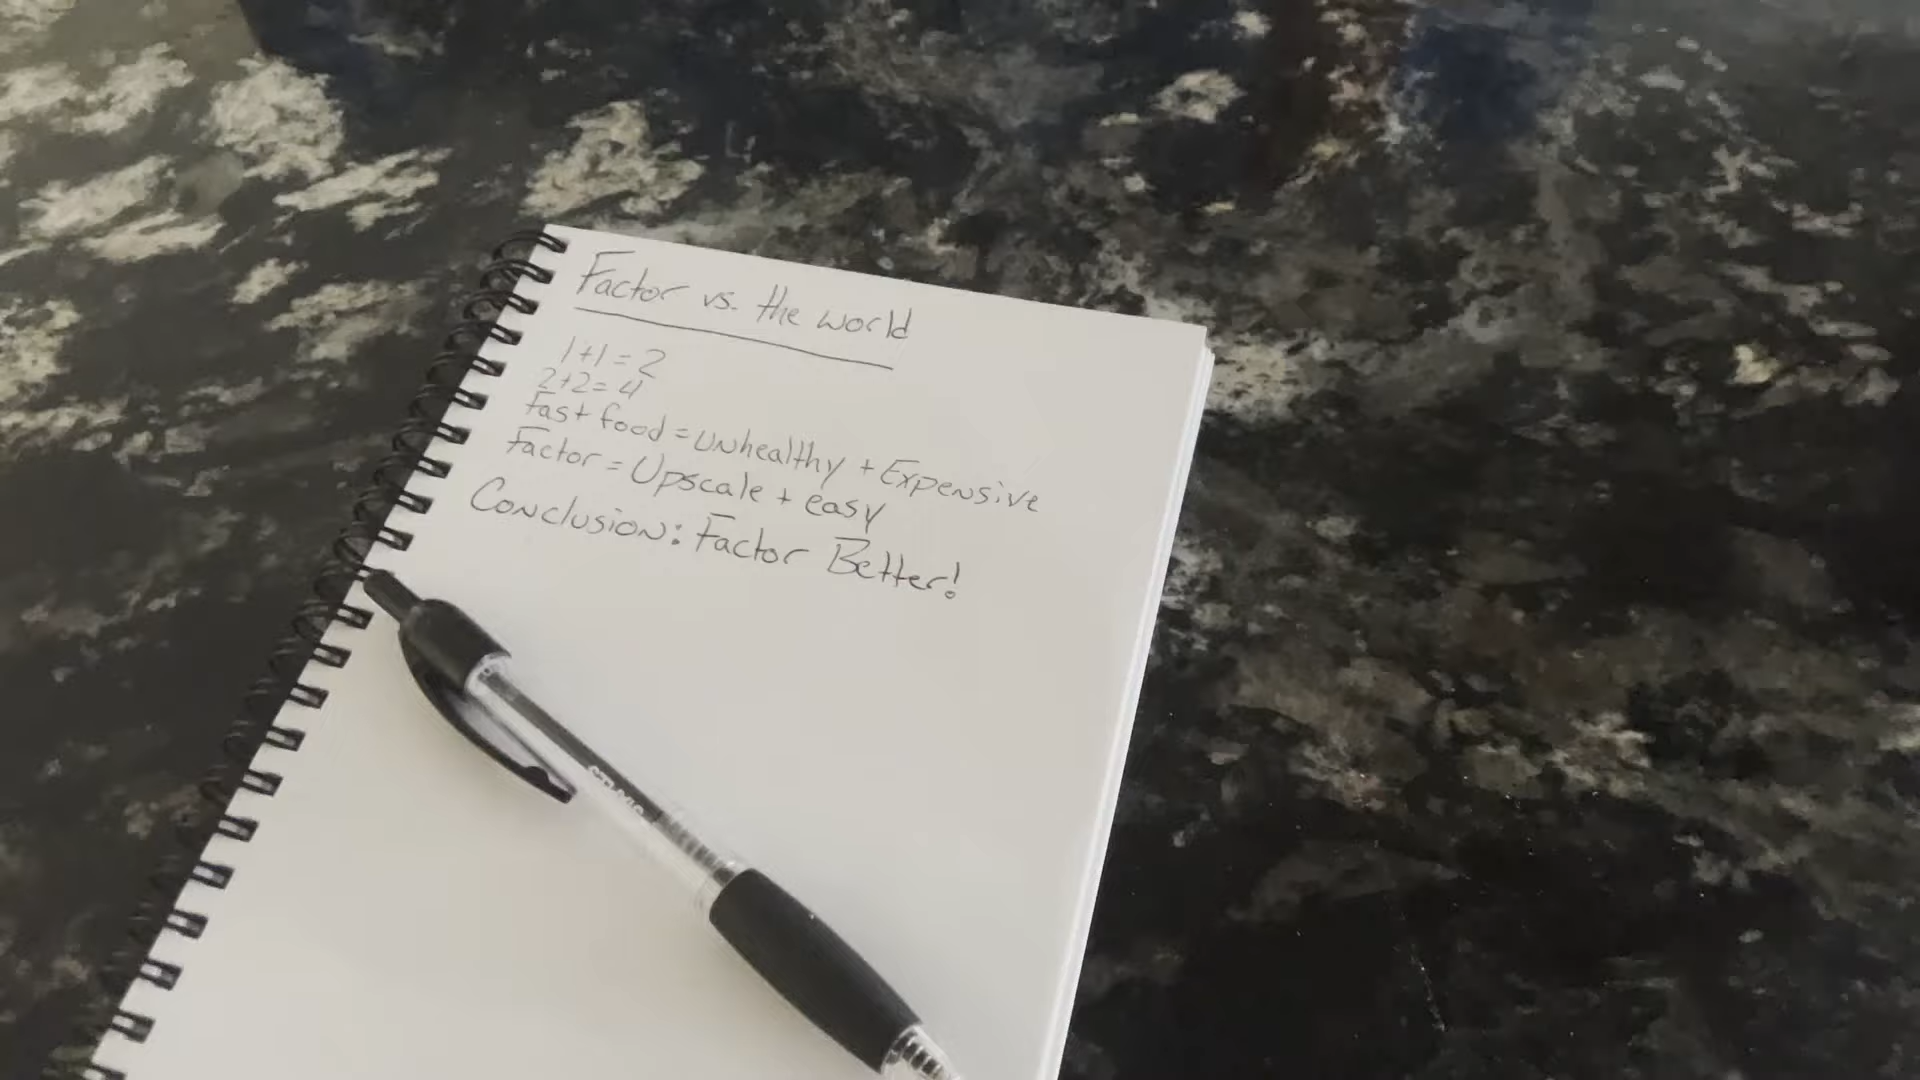 Factor vs. the world
1+1=2
2+2=4
Fast food = unhealthy + Expensive
Factor = Upscale + easy
Conclusion: Factor Better!